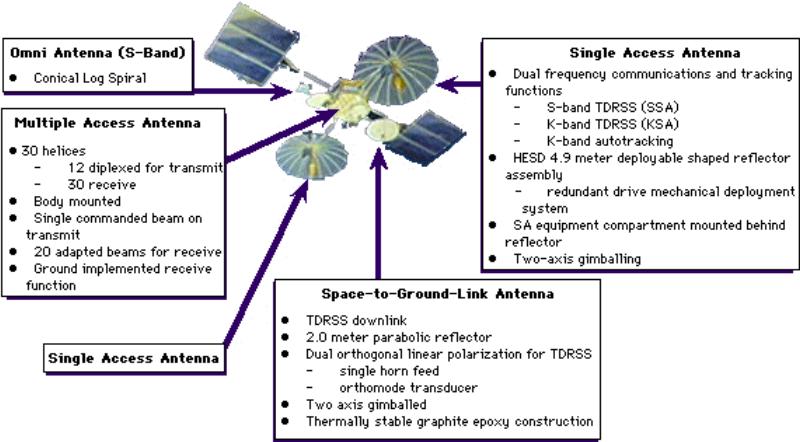 Omni Antenna (S-Band)
● Conical Log Spiral
Multiple Access Antenna
● 30 helices
- 12 diplexed for transmit
- 30 receive
● Body mounted
● Single commanded beam on
transmit
● 20 adapted beams for receive
● Ground implemented receive
function
Single Access Antenna
Space-to-Ground-Link Antenna
● TDRSS downlink
● 2.0 meter parabolic reflector
● Dual orthogonal linear polarization for TDRSS
- single horn feed
- orthomode transducer
● Two axis gimballed
● Thermally stable graphite epoxy construction
Single Access Antenna
● Dual frequency communications and tracking
functions
- S-band TDRSS (SSA)
- K-band TDRSS (KSA)
- K-band autotracking
● HESD 4.9 meter deployable shaped reflector
assembly
- redundant drive mechanical deployment
system
● SA equipment compartment mounted behind
reflector
● Two-axis gimballing